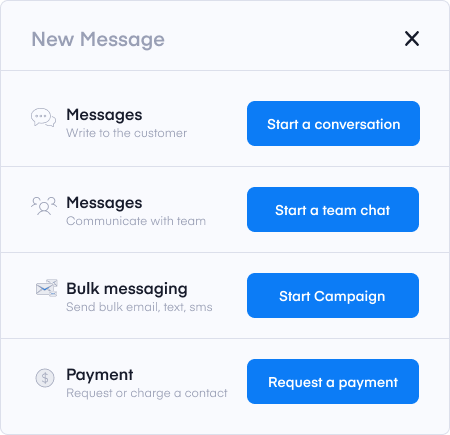 New Message
Messages
Write to the customer
Start a conversation
Messages
Communicate with team
Start a team chat
Bulk messaging
Send bulk email, text, sms
Start Campaign
$
Payment
Request or charge a contact
Request a payment